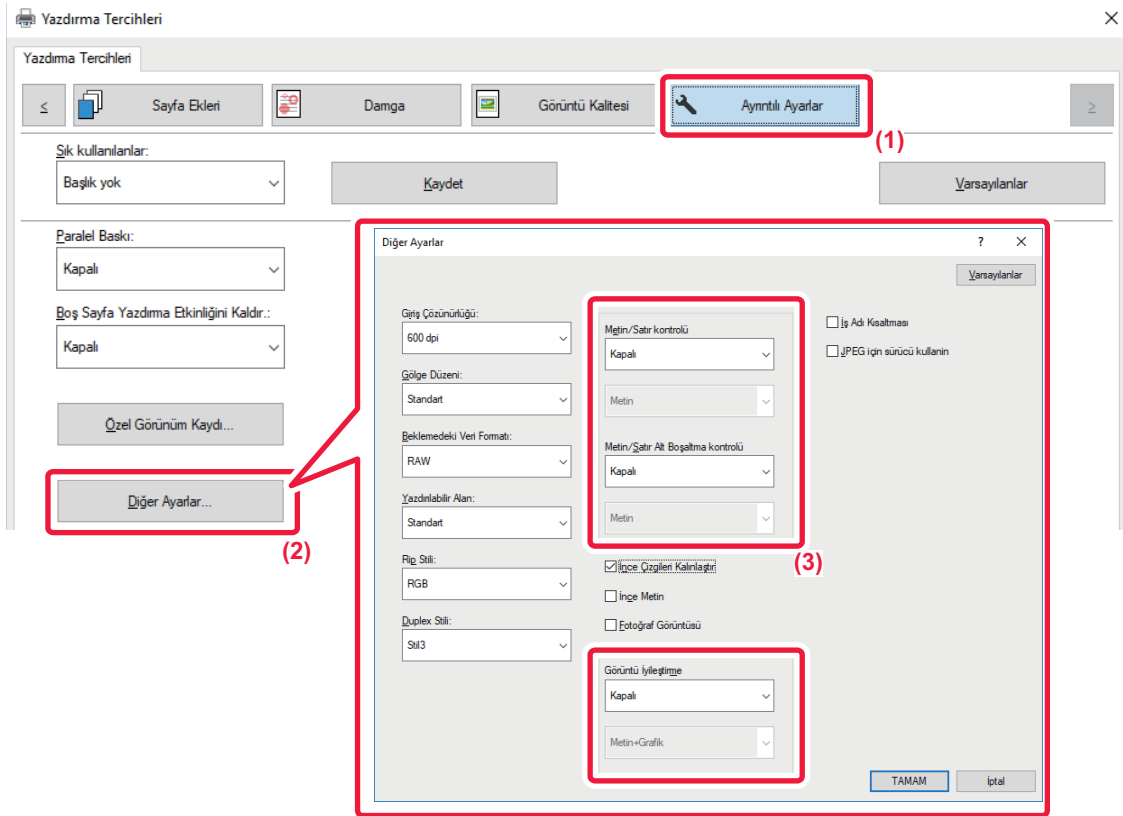 Yazdırma Tercihleri
Yazdırma Tercihleri
<
Sayfa Ekleri
Damga
Görüntü Kalitesi
Ayrıntılı Ayarlar
>
(1)
Sık kullanılanlar:
Başlık yok
Kaydet
Varsayılanlar
Paralel Baskı:
Kapalı
Boş Sayfa Yazdırma Etkinliğini Kaldır.:
Kapalı
Özel Görünüm Kaydı...
Diğer Ayarlar...
(2)
Diğer Ayarlar
?
Varsayılanlar
Giriş Çözünürlüğü:
600 dpi
Gölge Düzeni:
Standart
Beklemedeki Veri Formatı:
RAW
Yazdırılabilir Alan:
Standart
Rip Stili:
RGB
Duplex Stili:
Stil3
Metin/Satır kontrolü
Kapalı
Metin
Metin/Satır Alt Boşaltma kontrolü
Kapalı
Metin
(3)
İnce Çizgileri Kalınlaştır
İnce Metin
Fotoğraf Görüntüsü
Görüntü İyileştirme
Kapalı
Metin+Grafik
İş Adı Kısaltması
JPEG için sürücü kullanin
TAMAM
İptal